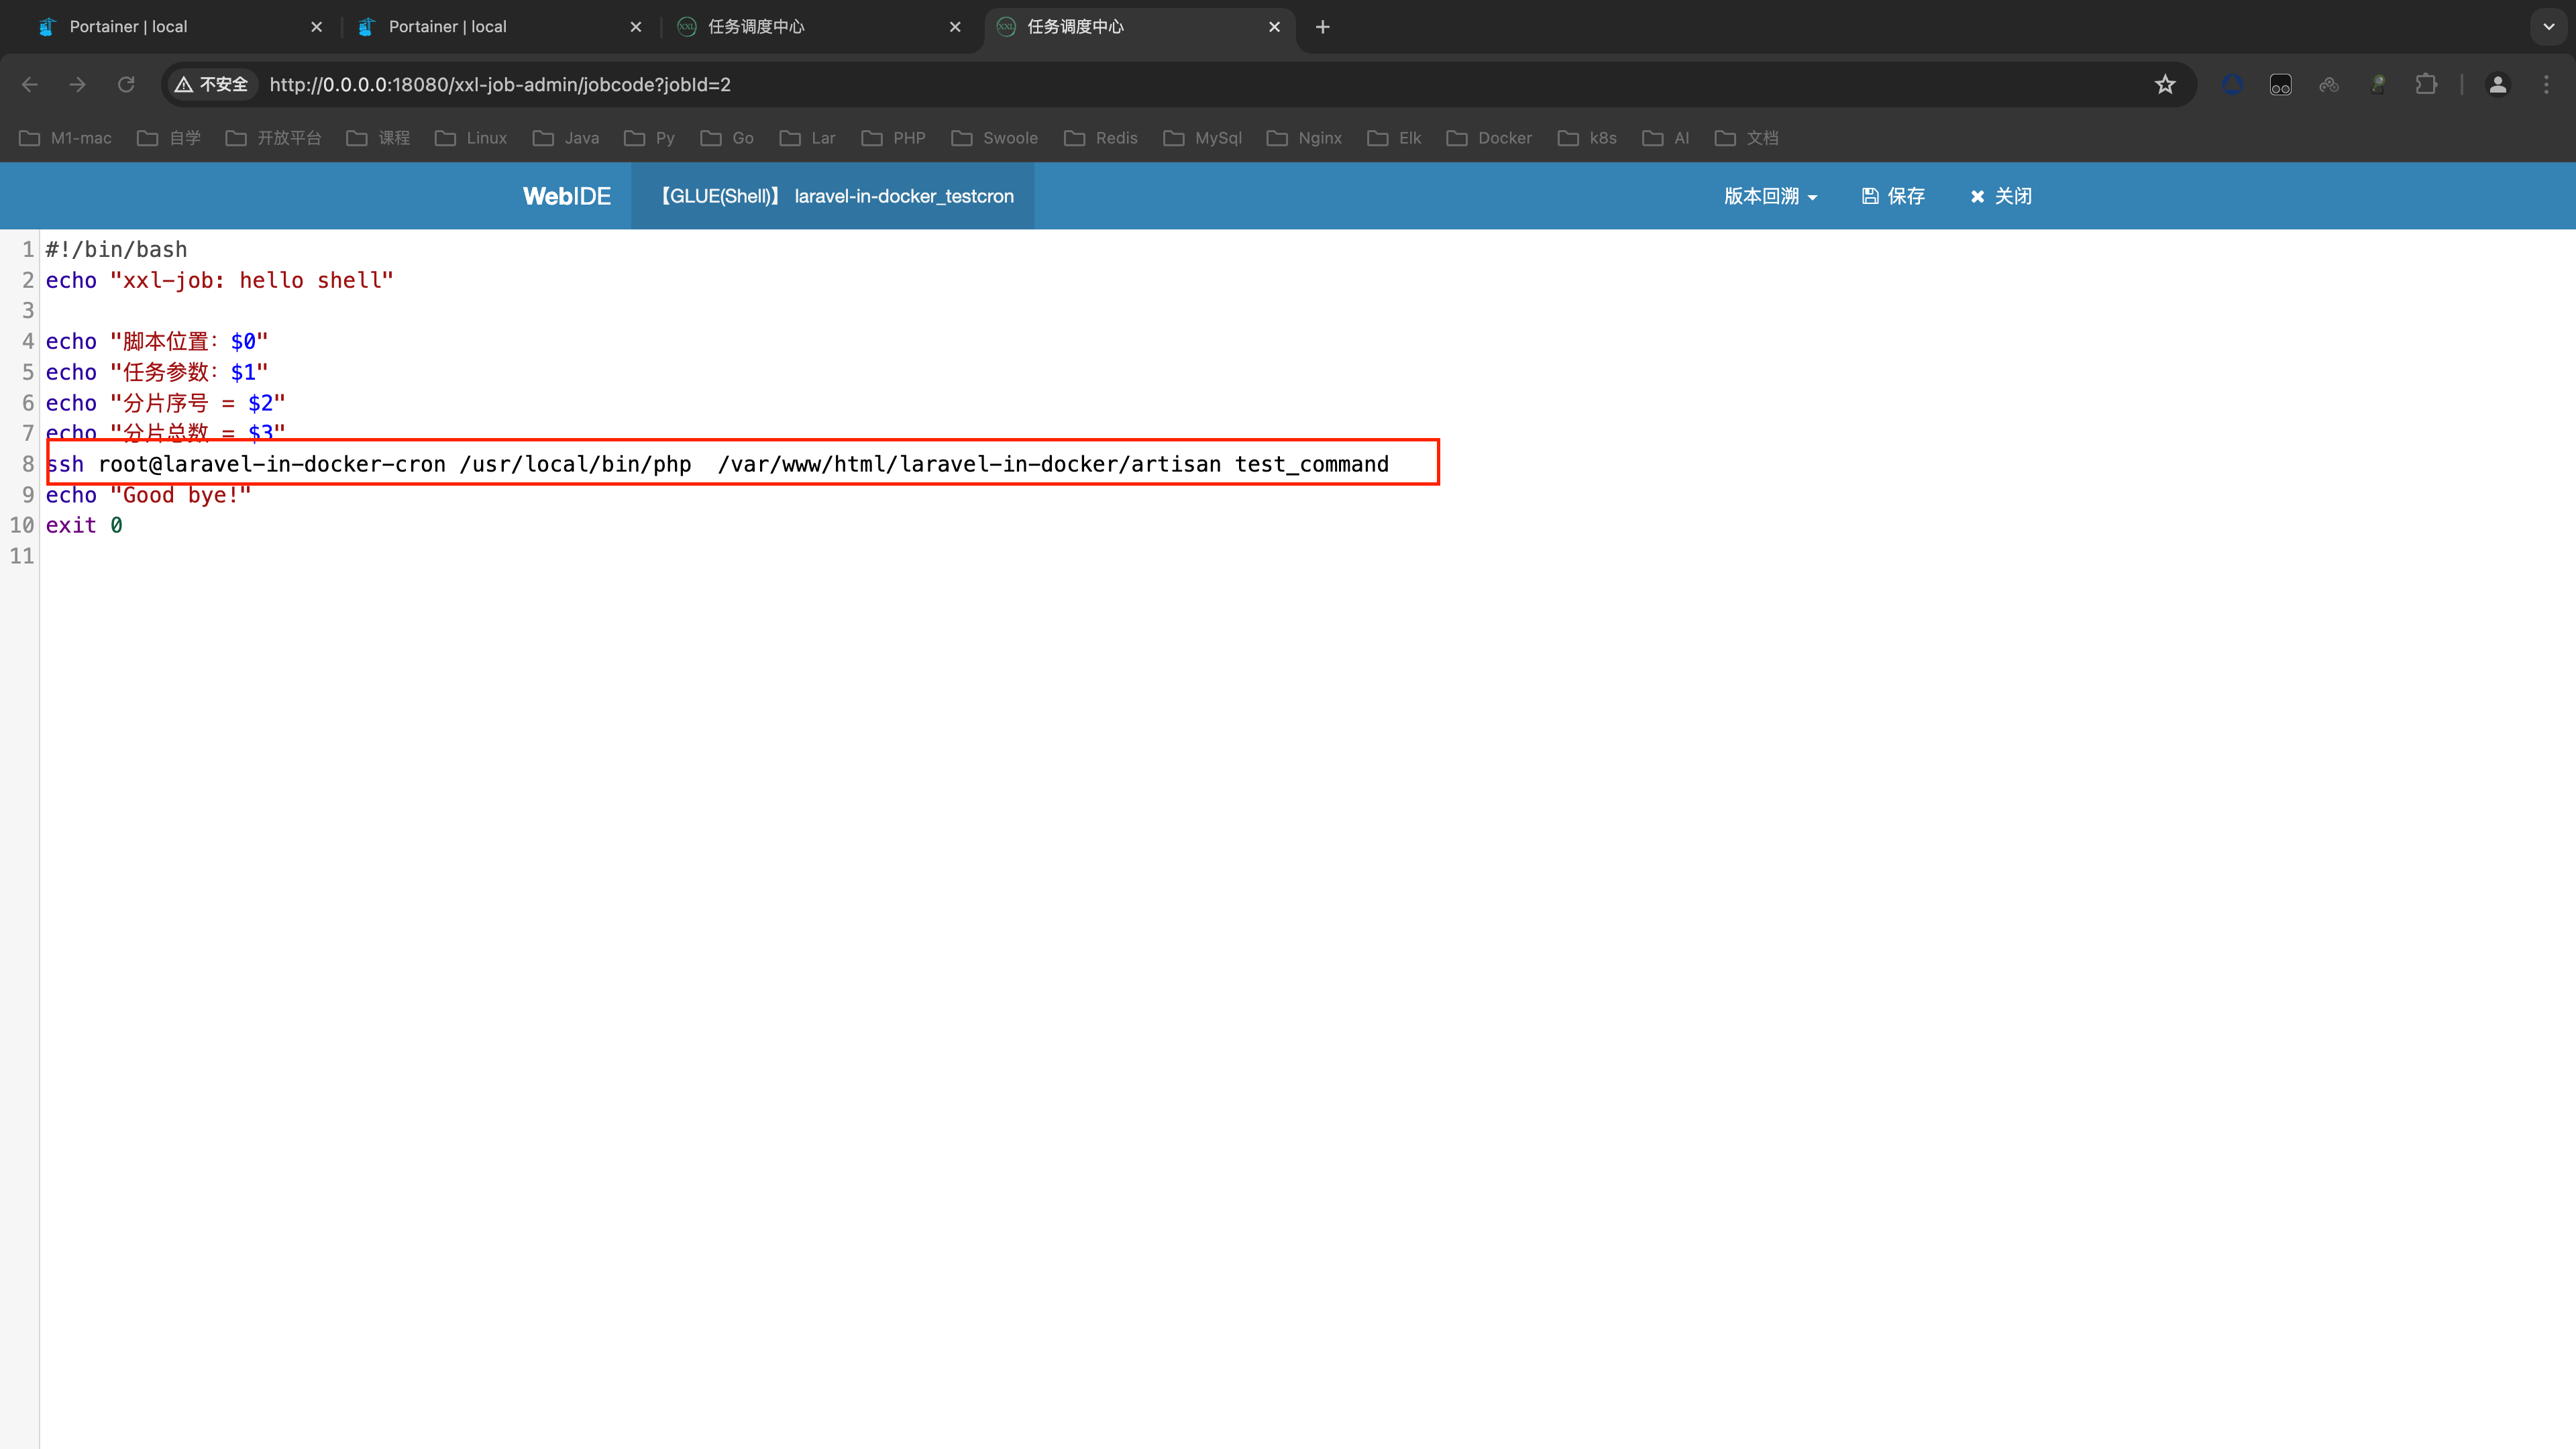 Portainer | local
Portainer | local
任务调度中心
任务调度中心
不安全 http://0.0.0.0:18080/xxl-job-admin/jobcode?jobId=2
M1-mac 自学 开放平台 课程 Linux Java Py Go Lar PHP Swoole Redis MySql Nginx Elk Docker k8s AI 文档
WebIDE 【GLUE(Shell)】 laravel-in-docker_testcron 版本回溯 保存 关闭
1 #!/bin/bash
2 echo "xxl-job: hello shell"
3
4 echo "脚本位置：$0"
5 echo "任务参数：$1"
6 echo "分片序号 = $2"
7 echo "分片总数 = $3"
8 ssh root@laravel-in-docker-cron /usr/local/bin/php  /var/www/html/laravel-in-docker/artisan test_command
9 echo "Good bye!"
10 exit 0
11